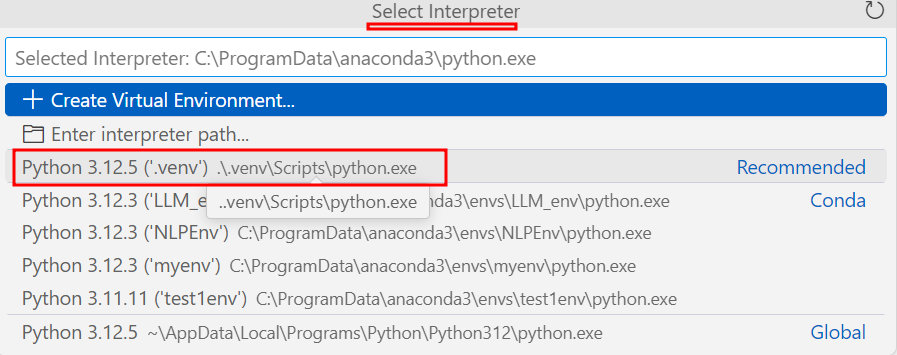 Select Interpreter
Selected Interpreter: C:\ProgramData\anaconda3\python.exe
Create Virtual Environment...
Enter interpreter path...
Python 3.12.5 ('.venv') .\.venv\Scripts\python.exe Recommended
Python 3.12.3 ('LLM_e conda3\envs\LLM_env\python.exe Conda
..venv\Scripts\python.exe
Python 3.12.3 ('NLPEnv') C:\ProgramData\anaconda3\envs\NLPEnv\python.exe
Python 3.12.3 ('myenv') C:\ProgramData\anaconda3\envs\myenv\python.exe
Python 3.11.11 ('test1env') C:\ProgramData\anaconda3\envs\test1env\python.exe
Python 3.12.5 ~\AppData\Local\Programs\Python\Python312\python.exe Global